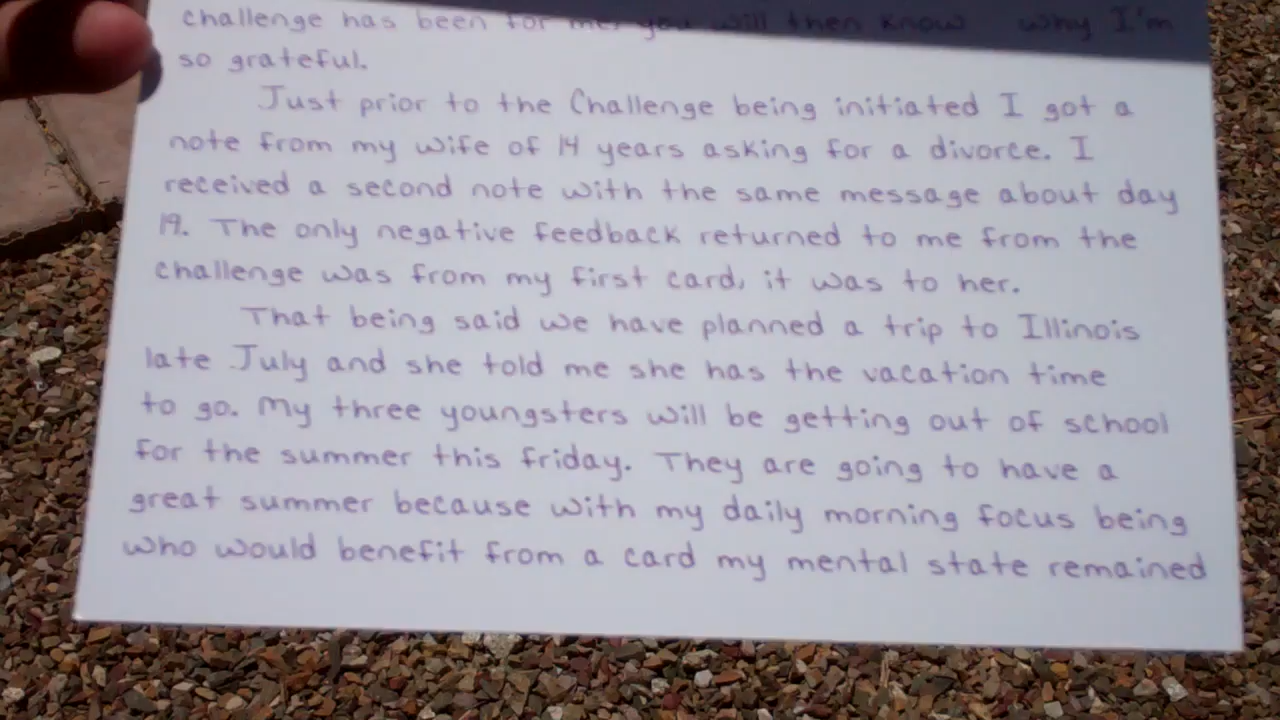 challenge has been for me, you will then know why I'm
so grateful.
Just prior to the Challenge being initiated I got a
note from my wife of 14 years asking for a divorce. I
received a second note with the same message about day
19. The only negative feedback returned to me from the
challenge was from my first card, it was to her.
That being said we have planned a trip to Illinois
late July and she told me she has the vacation time
to go. My three youngsters will be getting out of school
for the summer this friday. They are going to have a
great summer because with my daily morning focus being
who would benefit from a card my mental state remained